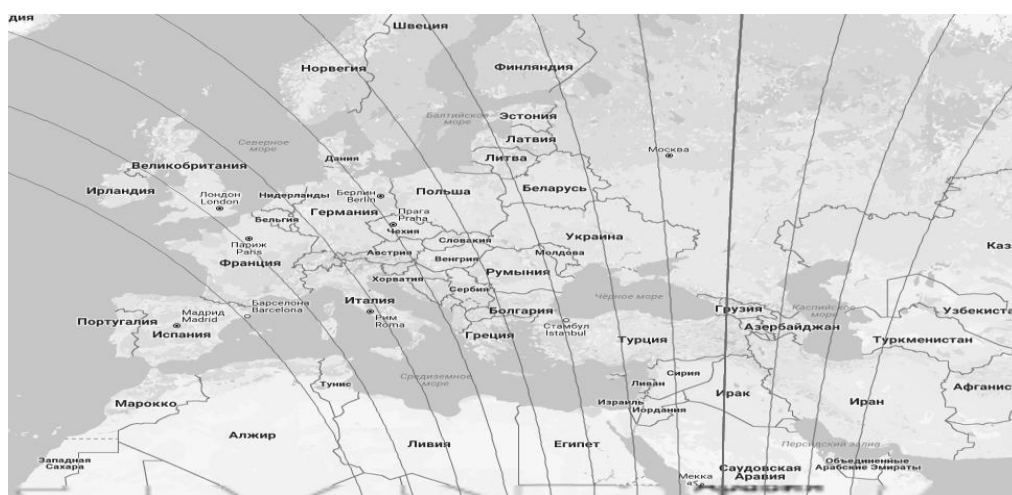 дия
Швеция
Норвегия
Финляндия
Балтийское
море
Эстония
Северное
море
Латвия
Москва
Дания
Литва
Великобритания
Ирландия
Лондон
London
Нидерланды
Берлин
Berlin
Польша
Беларусь
Германия
Прага
Praha
Бельгия
Чехия
Украина
Париж
Paris
Словакия
Каза
Австрия
Венгрия
Молдова
Франция
Румыния
Хорватия
Сербия
Чёрное море
Барселона
Barcelona
Италия
Каспийское
море
Грузия
Узбекиста
Мадрид
Madrid
Болгария
Португалия
Рим
Roma
Азербайджан
Испания
Стамбул
İstanbul
Греция
Турция
Туркменистан
Сирия
Средиземное
море
Тунис
Ливан
Афганис
Ирак
Марокко
Израиль
Иордания
Иран
Алжир
Ливия
Египет
Персидский залив
Западная
Сахара
Объединенные
Арабские Эмираты
Саудовская
Аравия
Мекка